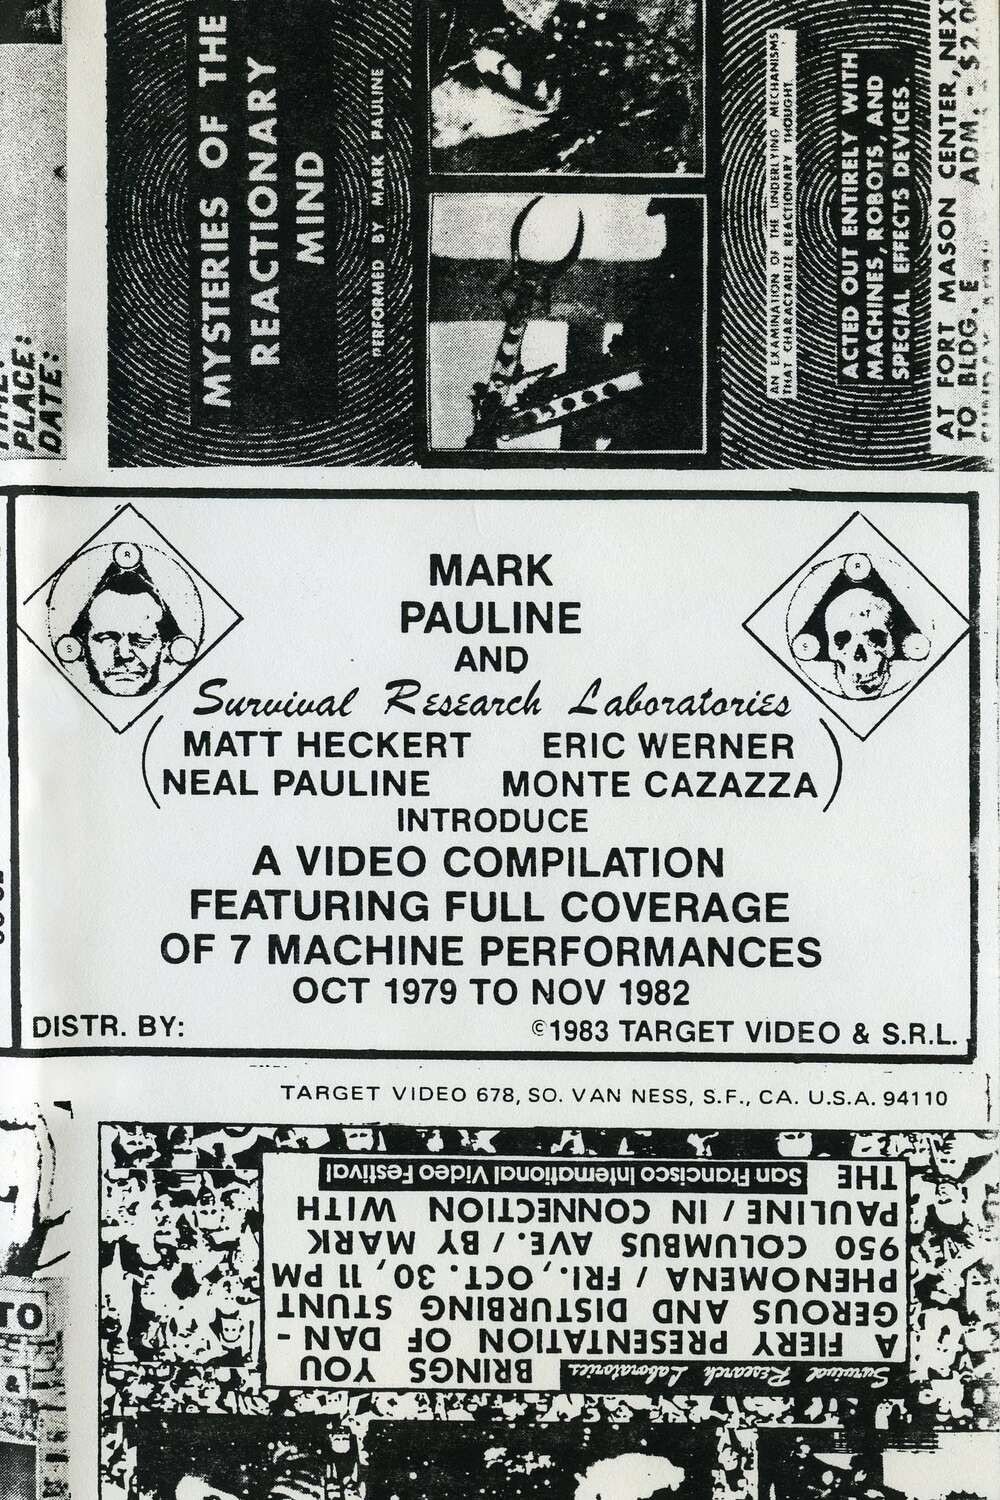 MYSTERIES OF THE
REACTIONARY
MIND
PERFORMED BY MARK PAULINE
AN EXAMINATION OF THE UNDERLYING MECHANISMS
THAT CHARACTARIZE REACTIONARY THOUGHT
ACTED OUT ENTIRELY WITH
MACHINES, ROBOTS, AND
SPECIAL EFFECTS DEVICES.
AT FORT MASON CENTER, NEXT
TO BLDG. E ADM. - $2.00
PLACE:
DATE:
MARK
PAULINE
AND
Survival Research Laboratories
(MATT HECKERT ERIC WERNER
NEAL PAULINE MONTE CAZAZZA)
INTRODUCE
A VIDEO COMPILATION
FEATURING FULL COVERAGE
OF 7 MACHINE PERFORMANCES
OCT 1979 TO NOV 1982
DISTR. BY: ©1983 TARGET VIDEO & S.R.L.
R
S
R
S
TARGET VIDEO 678, SO. VAN NESS, S.F., CA. U.S.A. 94110
Survival Research Laboratories BRINGS YOU
A FIERY PRESENTATION OF DAN-
GEROUS AND DISTURBING STUNT
PHENOMENA / FRI., OCT. 30, 11 PM
950 COLUMBUS AVE. / BY MARK
PAULINE / IN CONNECTION WITH
THE San Francisco International Video Festival
TO
&